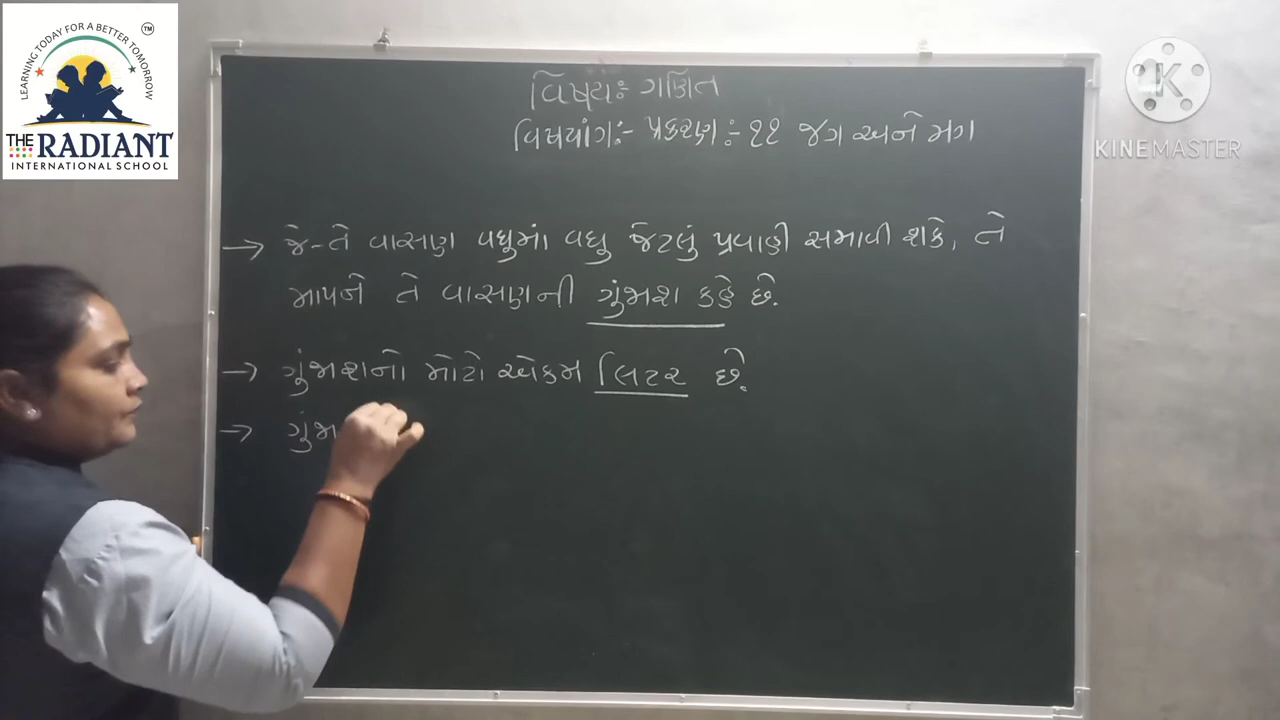 LEARNING TODAY FOR A BETTER TOMORROW
TM
THE RADIANT
INTERNATIONAL SCHOOL
K
KINEMASTER
વિષયઃ ગણિત
વિષયાંગઃ- પ્રકરણઃ- ૧૧ જગ અને મગ
→ જે-તે વાસણ વધુમાં વધુ જેટલું પ્રવાહી સમાવી શકે, તે
માપને તે વાસણની ગુંજાશ કહે છે.
→ ગુંજાશનો મોટો એકમ લિટર છે.
→ ગુંજા